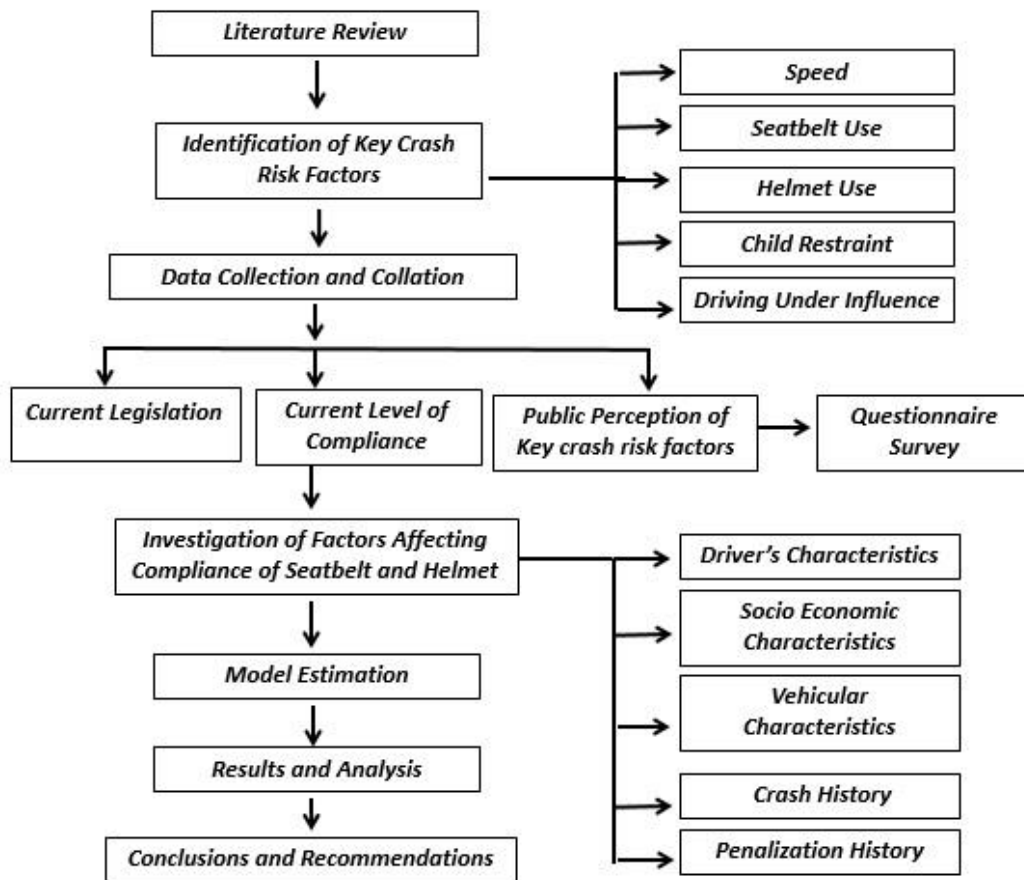 Literature Review
Identification of Key Crash
Risk Factors
Speed
Seatbelt Use
Helmet Use
Child Restraint
Driving Under Influence
Data Collection and Collation
Current Legislation
Current Level of
Compliance
Public Perception of
Key crash risk factors
Questionnaire
Survey
Investigation of Factors Affecting
Compliance of Seatbelt and Helmet
Driver's Characteristics
Socio Economic
Characteristics
Vehicular
Characteristics
Crash History
Penalization History
Model Estimation
Results and Analysis
Conclusions and Recommendations